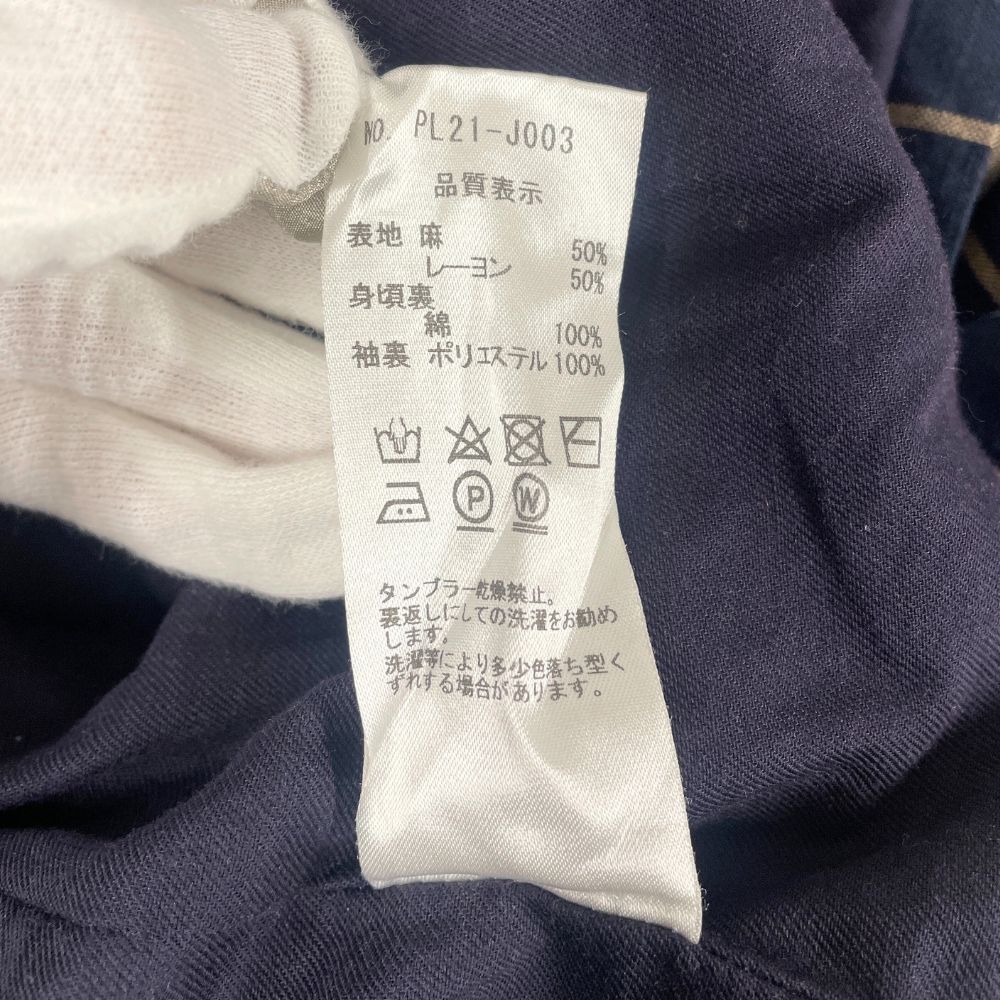 NO. PL21-J003
品質表示
表地 麻 50%
レーヨン 50%
身頃裏
綿 100%
袖裏 ポリエステル 100%
P W
タンブラー乾燥禁止。
裏返しにしての洗濯をお勧め
します。
洗濯等により多少色落ち型く
ずれする場合があります。